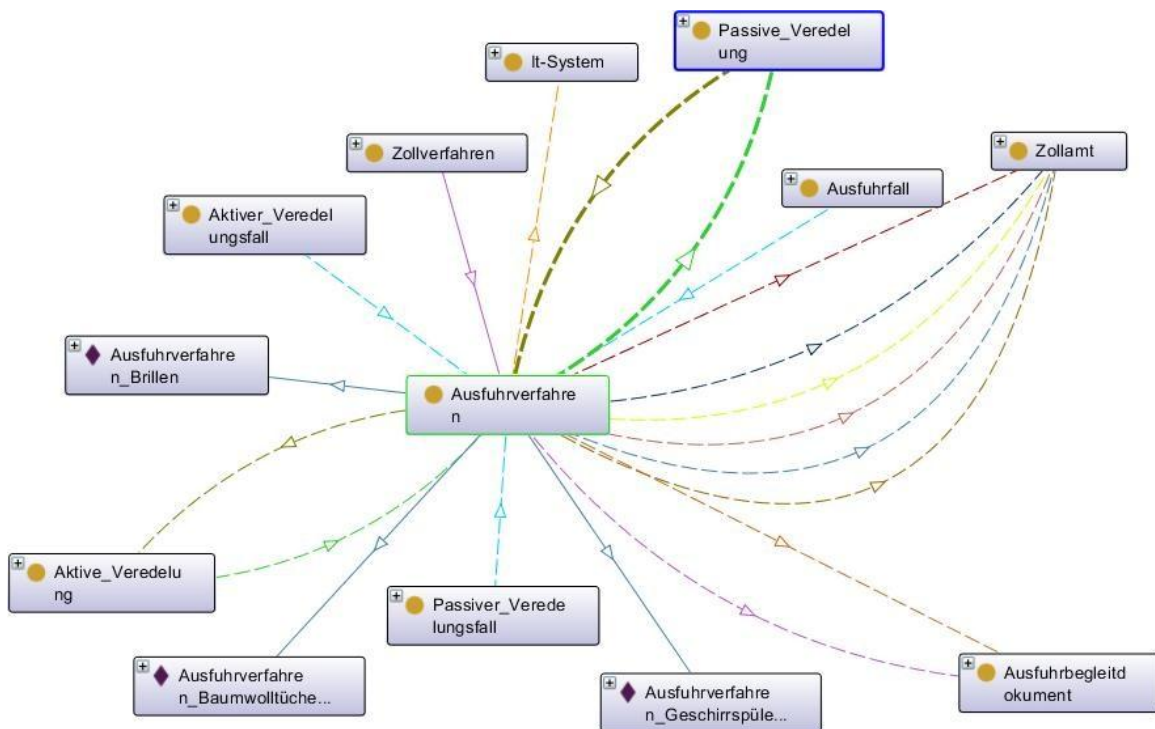 Passive_Veredel
ung
It-System
Zollverfahren
Zollamt
Ausfuhrfall
Aktiver_Veredel
ungsfall
Ausfuhrverfahre
n_Brillen
Ausfuhrverfahre
n
Aktive_Veredelu
ng
Passiver_Verede
lungsfall
Ausfuhrverfahre
n_Baumwolltüche...
Ausfuhrverfahre
n_Geschirrspüle...
Ausfuhrbegleitd
okument